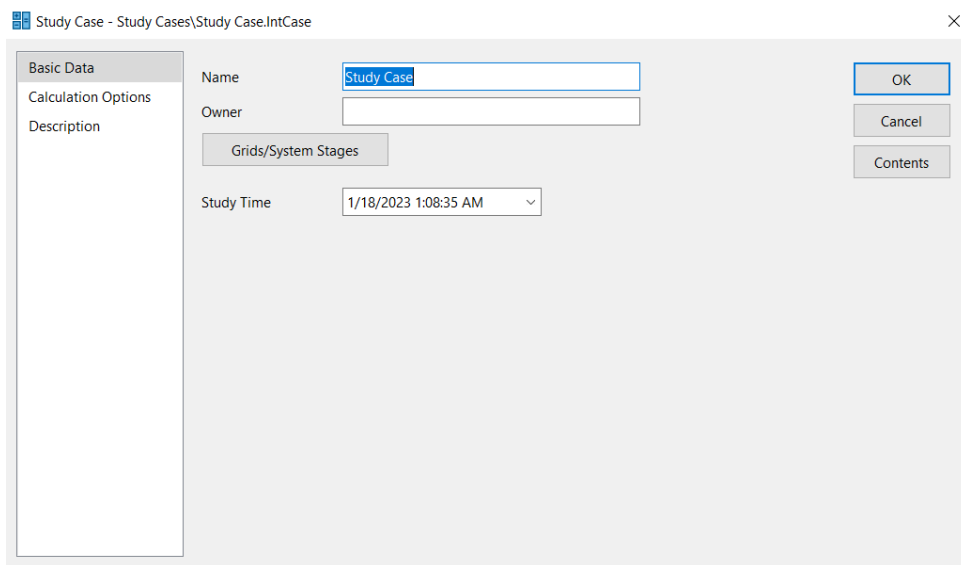 Study Case - Study Cases\Study Case.IntCase
Basic Data
Calculation Options
Description
Name
Study Case
Owner
Grids/System Stages
Study Time
1/18/2023 1:08:35 AM
OK
Cancel
Contents